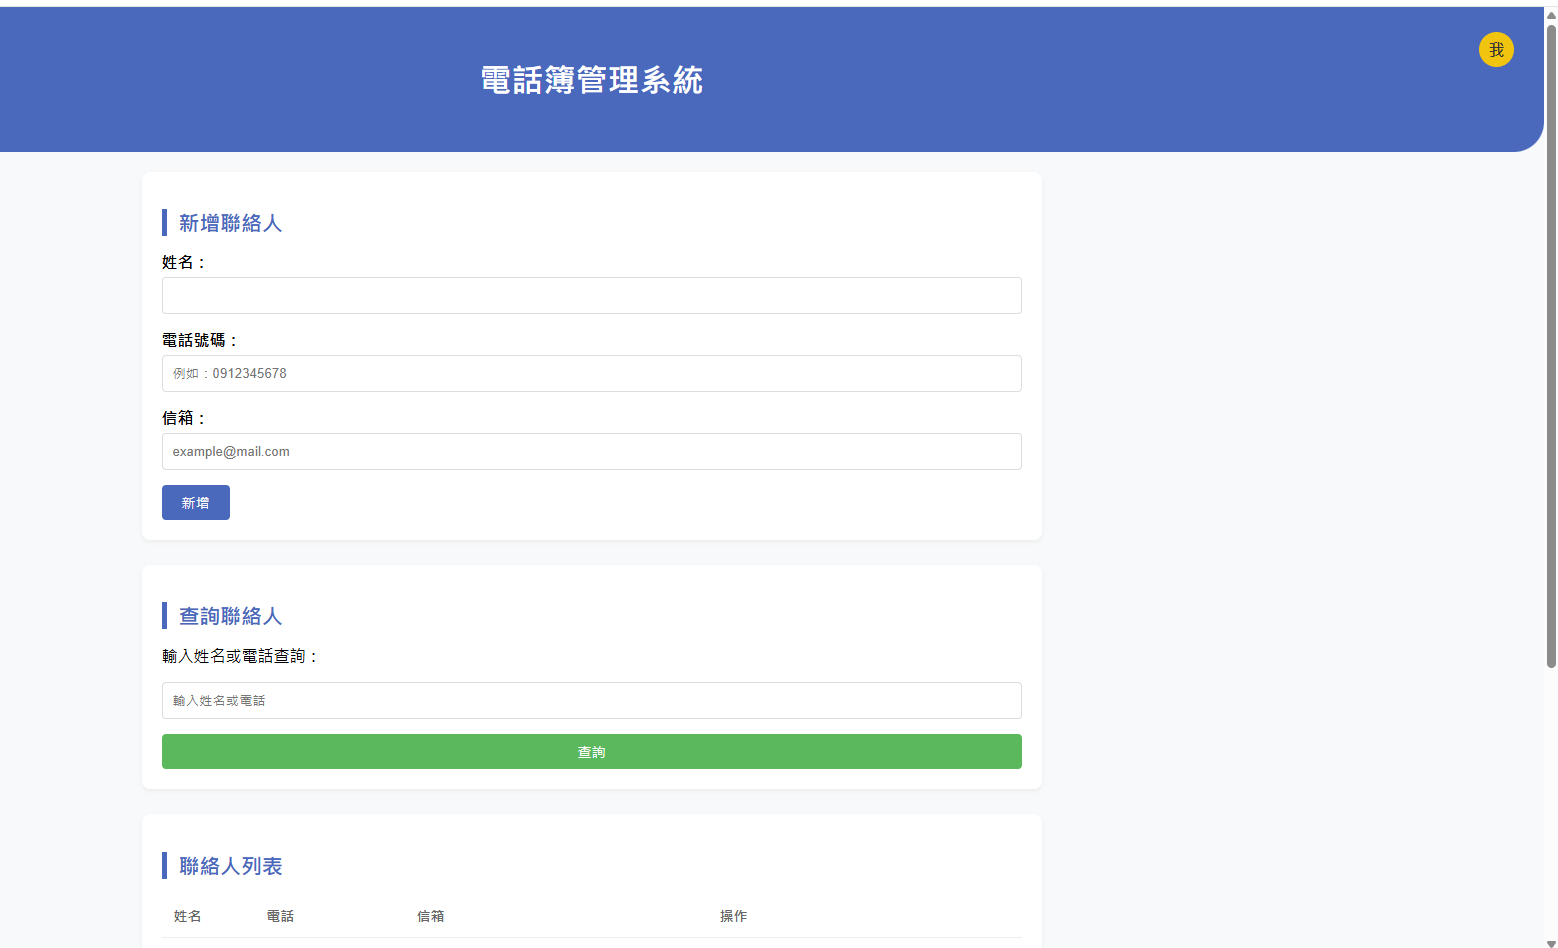 電話簿管理系統
我
新增聯絡人
姓名：
電話號碼：
例如：0912345678
信箱：
example@mail.com
新增
查詢聯絡人
輸入姓名或電話查詢：
輸入姓名或電話
查詢
聯絡人列表
姓名 電話 信箱 操作